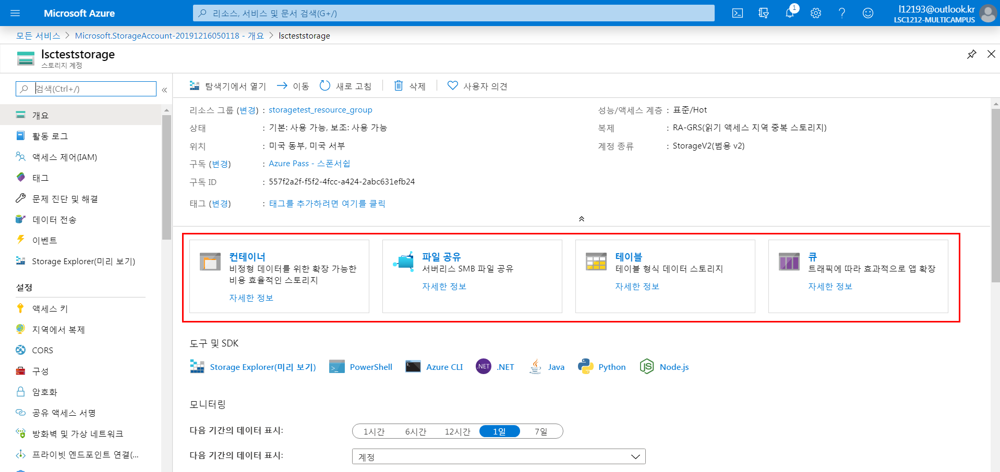 Microsoft Azure
리소스, 서비스 및 문서 검색(G+/)
1
l12193@outlook.kr
LSC1212-MULTICAMPUS
모든 서비스 > Microsoft.StorageAccount-20191216050118 - 개요 > lscteststorage
lscteststorage
스토리지 계정
검색(Ctrl+/)
개요
활동 로그
액세스 제어(IAM)
태그
문제 진단 및 해결
데이터 전송
이벤트
Storage Explorer(미리 보기)
설정
액세스 키
지역에서 복제
CORS
구성
암호화
공유 액세스 서명
방화벽 및 가상 네트워크
프라이빗 엔드포인트 연결(...
탐색기에서 열기 이동 새로 고침 삭제 사용자 의견
리소스 그룹 (변경) : storagetest_resource_group
상태 : 기본: 사용 가능, 보조: 사용 가능
위치 : 미국 동부, 미국 서부
구독 (변경) : Azure Pass - 스폰서쉽
구독 ID : 557f2a2f-f5f2-4fcc-a424-2abc631efb24
태그 (변경) : 태그를 추가하려면 여기를 클릭
성능/액세스 계층 : 표준/Hot
복제 : RA-GRS(읽기 액세스 지역 중복 스토리지)
계정 종류 : StorageV2(범용 v2)
컨테이너
비정형 데이터를 위한 확장 가능한
비용 효율적인 스토리지
자세한 정보
파일 공유
서버리스 SMB 파일 공유
자세한 정보
테이블
테이블 형식 데이터 스토리지
자세한 정보
큐
트래픽에 따라 효과적으로 앱 확장
자세한 정보
도구 및 SDK
Storage Explorer(미리 보기) PowerShell Azure CLI .NET .NET Java Python Node.js
모니터링
다음 기간의 데이터 표시: 1시간 6시간 12시간 1일 7일
다음 기간의 데이터 표시: 계정